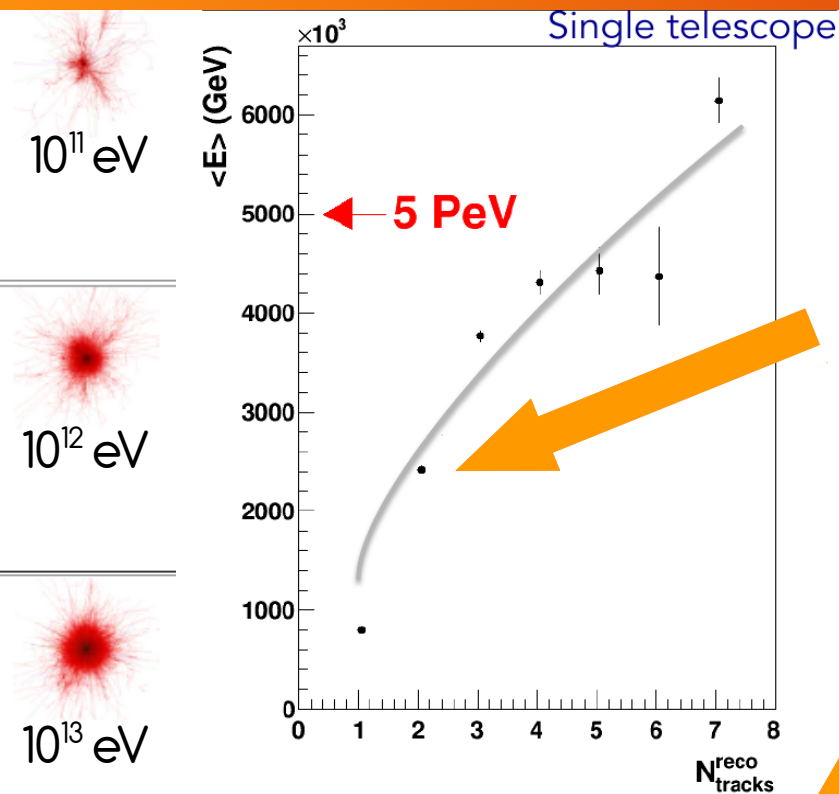 Single telescope
×10³
<E> (GeV)
6000
5000
4000
3000
2000
1000
0
5 PeV
0 1 2 3 4 5 6 7 8
N^reco_tracks
10¹¹ eV
10¹² eV
10¹³ eV